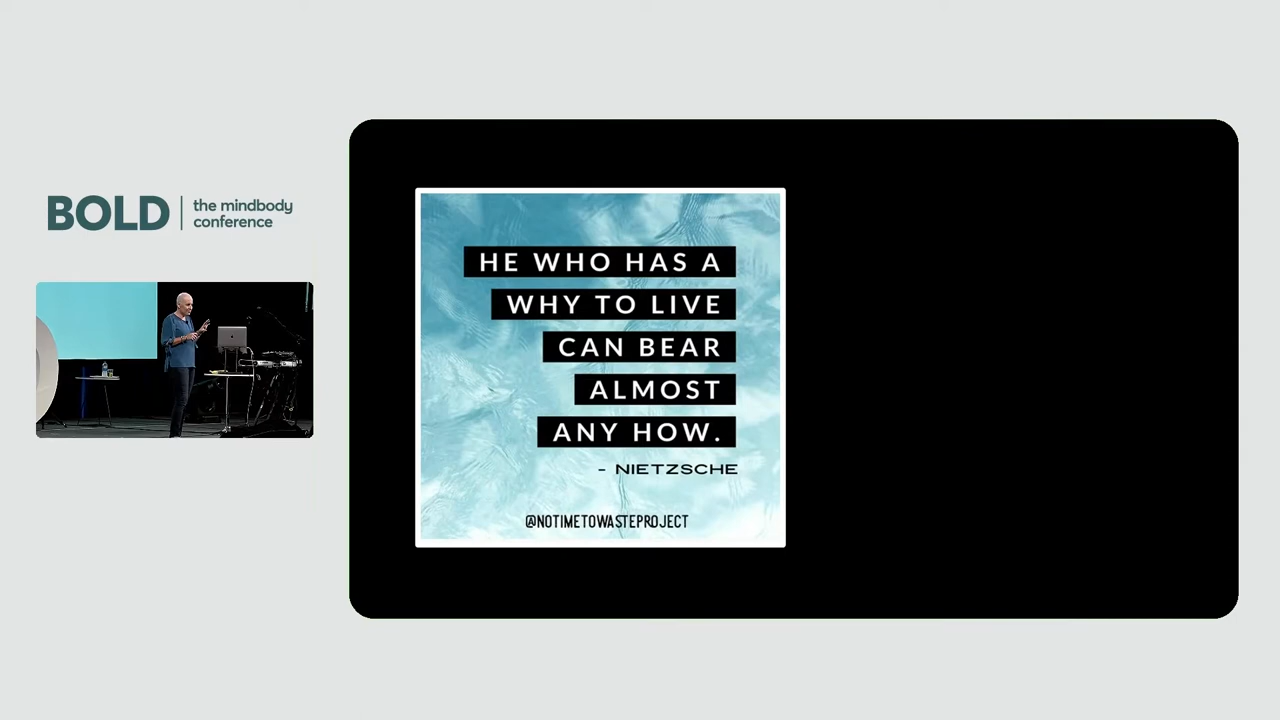 BOLD
the mindbody
conference
HE WHO HAS A
WHY TO LIVE
CAN BEAR
ALMOST
ANY HOW.
- NIETZSCHE
@NOTIMETOWASTEPROJECT